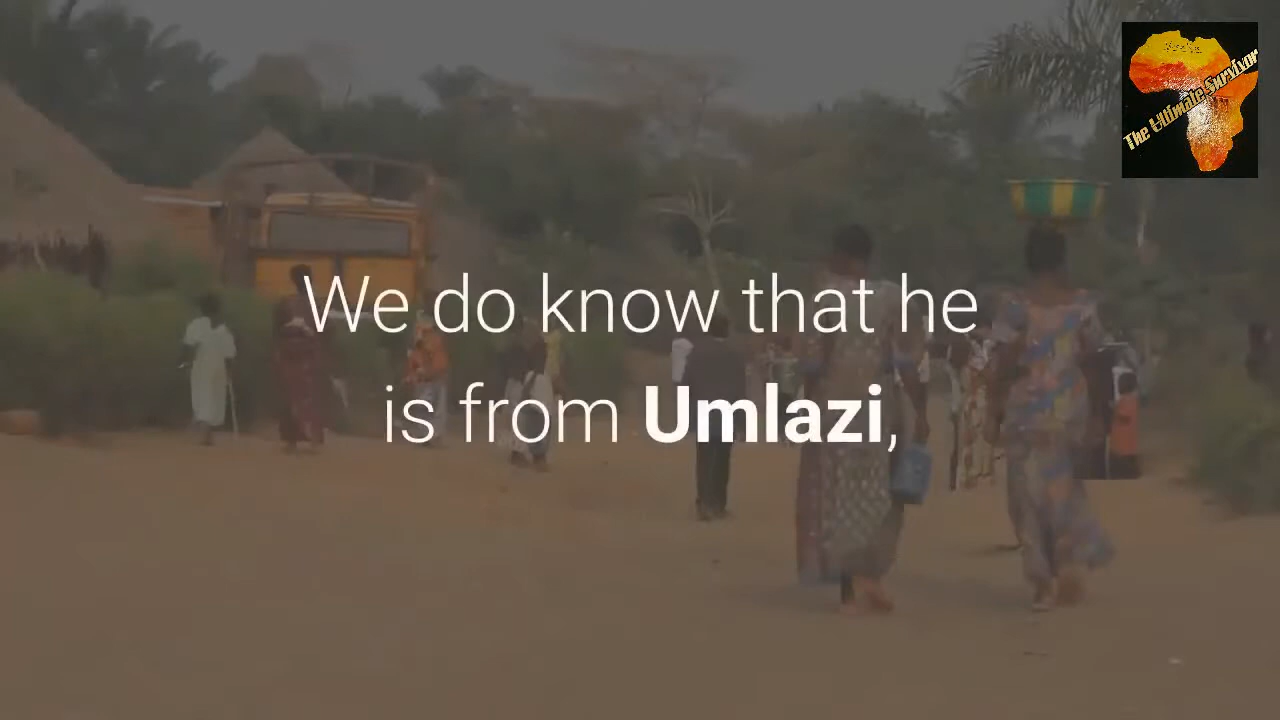 The Ultimate Survivor
We do know that he
is from Umlazi,